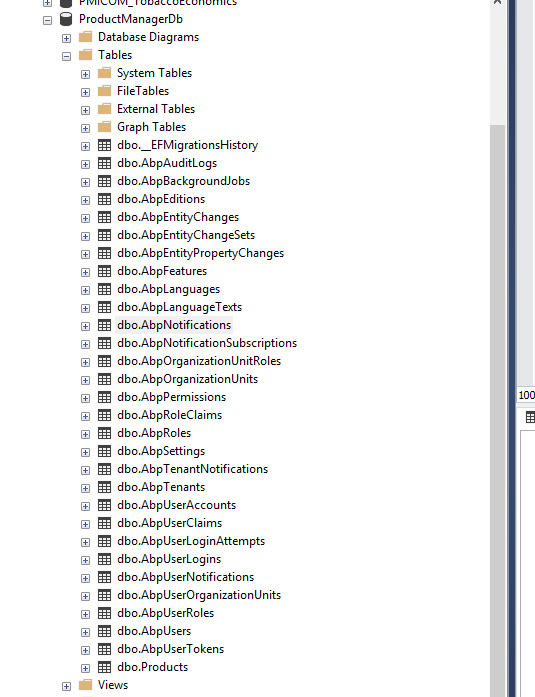 PMICOM_TobaccoEconomics
ProductManagerDb
Database Diagrams
Tables
System Tables
FileTables
External Tables
Graph Tables
dbo.__EFMigrationsHistory
dbo.AbpAuditLogs
dbo.AbpBackgroundJobs
dbo.AbpEditions
dbo.AbpEntityChanges
dbo.AbpEntityChangeSets
dbo.AbpEntityPropertyChanges
dbo.AbpFeatures
dbo.AbpLanguages
dbo.AbpLanguageTexts
dbo.AbpNotifications
dbo.AbpNotificationSubscriptions
dbo.AbpOrganizationUnitRoles
dbo.AbpOrganizationUnits
dbo.AbpPermissions
100
dbo.AbpRoleClaims
dbo.AbpRoles
dbo.AbpSettings
dbo.AbpTenantNotifications
dbo.AbpTenants
dbo.AbpUserAccounts
dbo.AbpUserClaims
dbo.AbpUserLoginAttempts
dbo.AbpUserLogins
dbo.AbpUserNotifications
dbo.AbpUserOrganizationUnits
dbo.AbpUserRoles
dbo.AbpUsers
dbo.AbpUserTokens
dbo.Products
Views